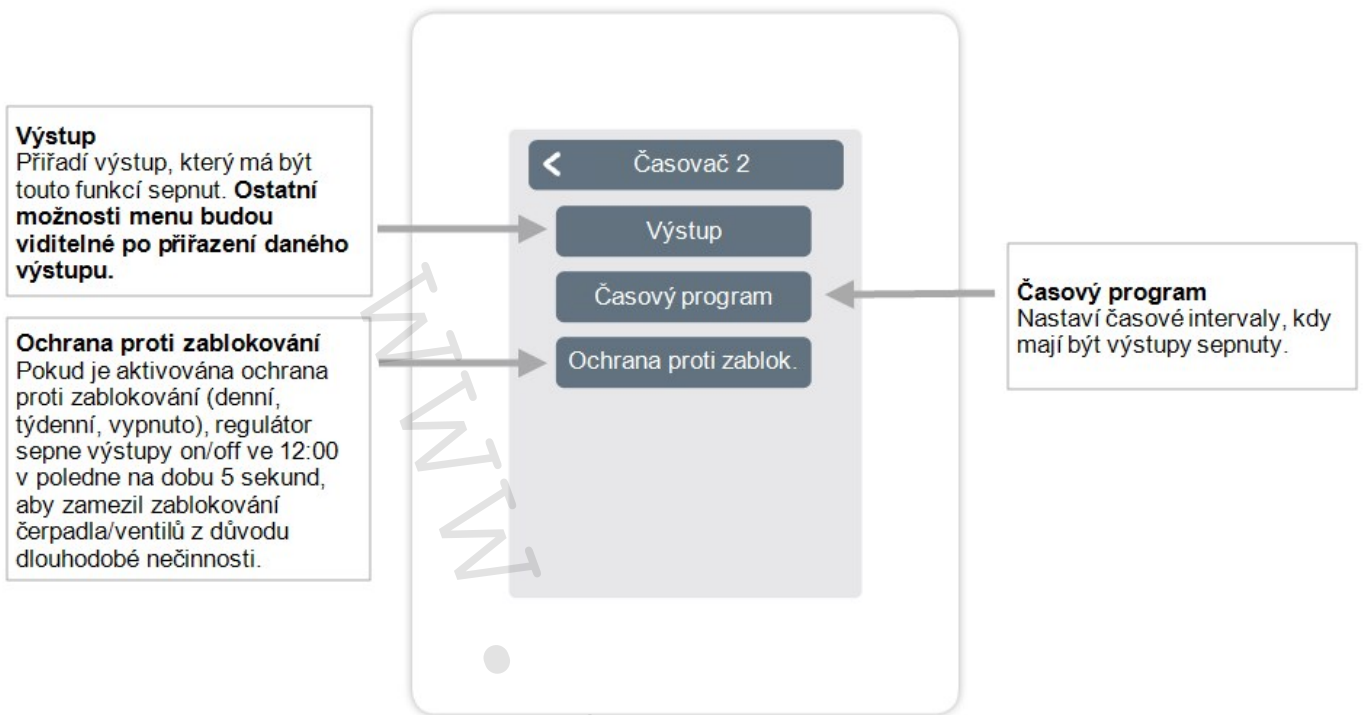 Výstup
Přiřadí výstup, který má být
touto funkcí sepnut. Ostatní
možnosti menu budou
viditelné po přiřazení daného
výstupu.
Ochrana proti zablokování
Pokud je aktivována ochrana
proti zablokování (denní,
týdenní, vypnuto), regulátor
sepne výstupy on/off ve 12:00
v poledne na dobu 5 sekund,
aby zamezil zablokování
čerpadla/ventilů z důvodu
dlouhodobé nečinnosti.
Časovač 2
Výstup
Časový program
Ochrana proti zablok.
Časový program
Nastaví časové intervaly, kdy
mají být výstupy sepnuty.
www.